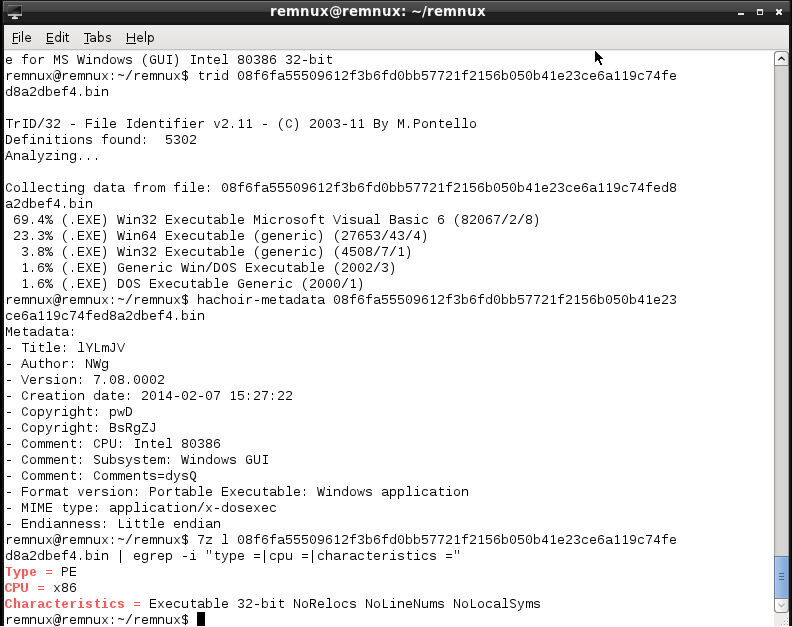 remnux@remnux: ~/remnux
File Edit Tabs Help
e for MS Windows (GUI) Intel 80386 32-bit
remnux@remnux:~/remnux$ trid 08f6fa55509612f3b6fd0bb57721f2156b050b41e23ce6a119c74fe
d8a2dbef4.bin
TrID/32 - File Identifier v2.11 - (C) 2003-11 By M.Pontello
Definitions found:  5302
Analyzing...
Collecting data from file: 08f6fa55509612f3b6fd0bb57721f2156b050b41e23ce6a119c74fed8
a2dbef4.bin
 69.4% (.EXE) Win32 Executable Microsoft Visual Basic 6 (82067/2/8)
 23.3% (.EXE) Win64 Executable (generic) (27653/43/4)
  3.8% (.EXE) Win32 Executable (generic) (4508/7/1)
  1.6% (.EXE) Generic Win/DOS Executable (2002/3)
  1.6% (.EXE) DOS Executable Generic (2000/1)
remnux@remnux:~/remnux$ hachoir-metadata 08f6fa55509612f3b6fd0bb57721f2156b050b41e23
ce6a119c74fed8a2dbef4.bin
Metadata:
- Title: lYLmJV
- Author: NWg
- Version: 7.08.0002
- Creation date: 2014-02-07 15:27:22
- Copyright: pwD
- Copyright: BsRgZJ
- Comment: CPU: Intel 80386
- Comment: Subsystem: Windows GUI
- Comment: Comments=dysQ
- Format version: Portable Executable: Windows application
- MIME type: application/x-dosexec
- Endianness: Little endian
remnux@remnux:~/remnux$ 7z l 08f6fa55509612f3b6fd0bb57721f2156b050b41e23ce6a119c74fe
d8a2dbef4.bin | egrep -i "type =|cpu =|characteristics ="
Type = PE
CPU = x86
Characteristics = Executable 32-bit NoRelocs NoLineNums NoLocalSyms
remnux@remnux:~/remnux$